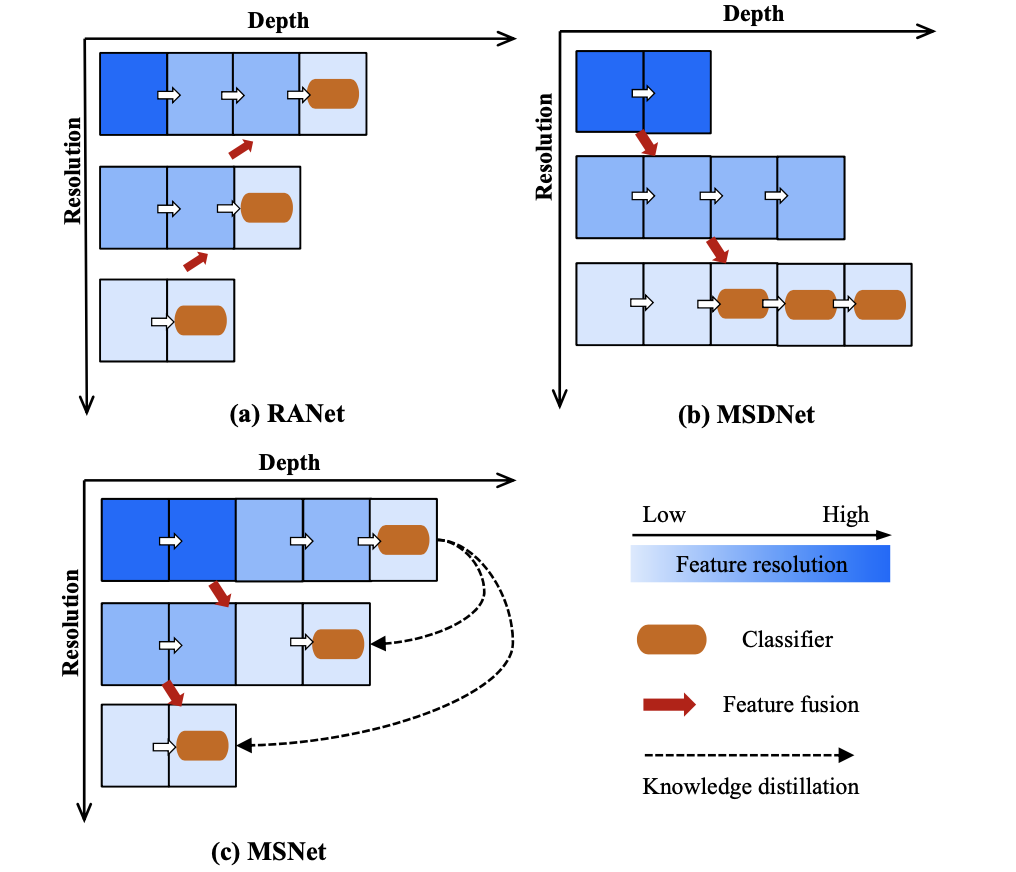 Depth
Resolution
(a) RANet
Depth
Resolution
(b) MSDNet
Depth
Resolution
(c) MSNet
Low High
Feature resolution
Classifier
Feature fusion
Knowledge distillation